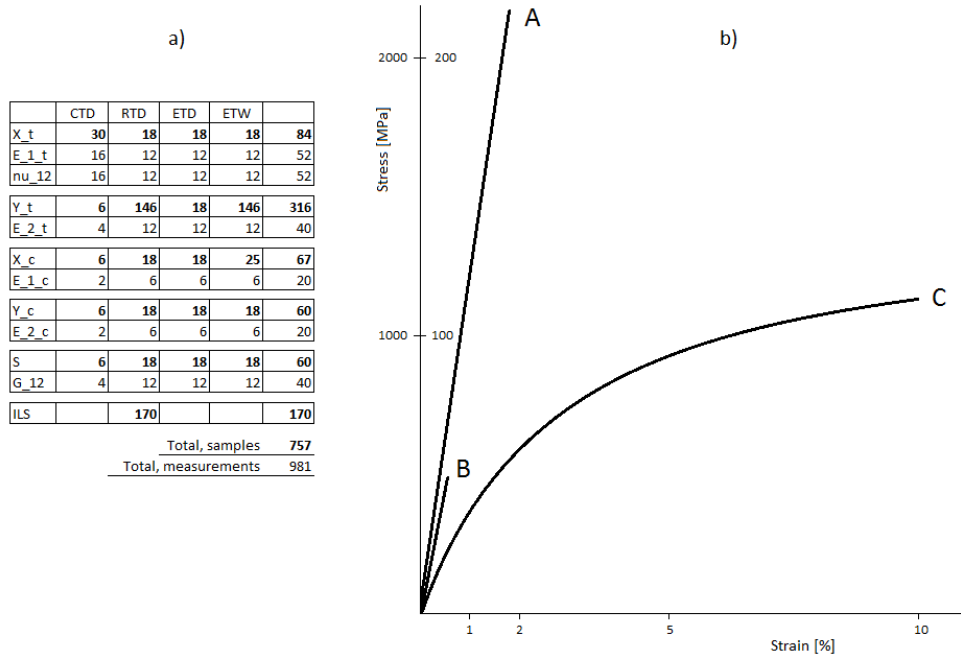 a)
CTD RTD ETD ETW
X_t 30 18 18 18 84
E_1_t 16 12 12 12 52
nu_12 16 12 12 12 52
Y_t 6 146 18 146 316
E_2_t 4 12 12 12 40
X_c 6 18 18 25 67
E_1_c 2 6 6 6 20
Y_c 6 18 18 18 60
E_2_c 2 6 6 6 20
S 6 18 18 18 60
G_12 4 12 12 12 40
ILS 170 170
Total, samples 757
Total, measurements 981
b)
A
2000 200
Stress [MPa]
C
1000 100
B
1 2 5 10
Strain [%]